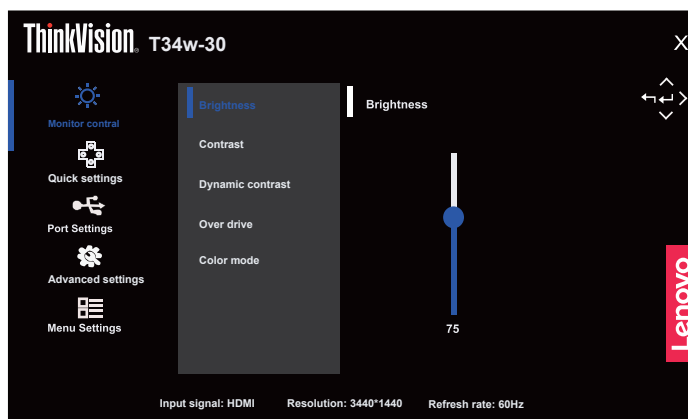 ThinkVision. T34w-30
X
Monitor contral
Quick settings
Port Settings
Advanced settings
Menu Settings
Brightness
Contrast
Dynamic contrast
Over drive
Color mode
Brightness
75
Lenovo
Input signal: HDMI Resolution: 3440*1440 Refresh rate: 60Hz